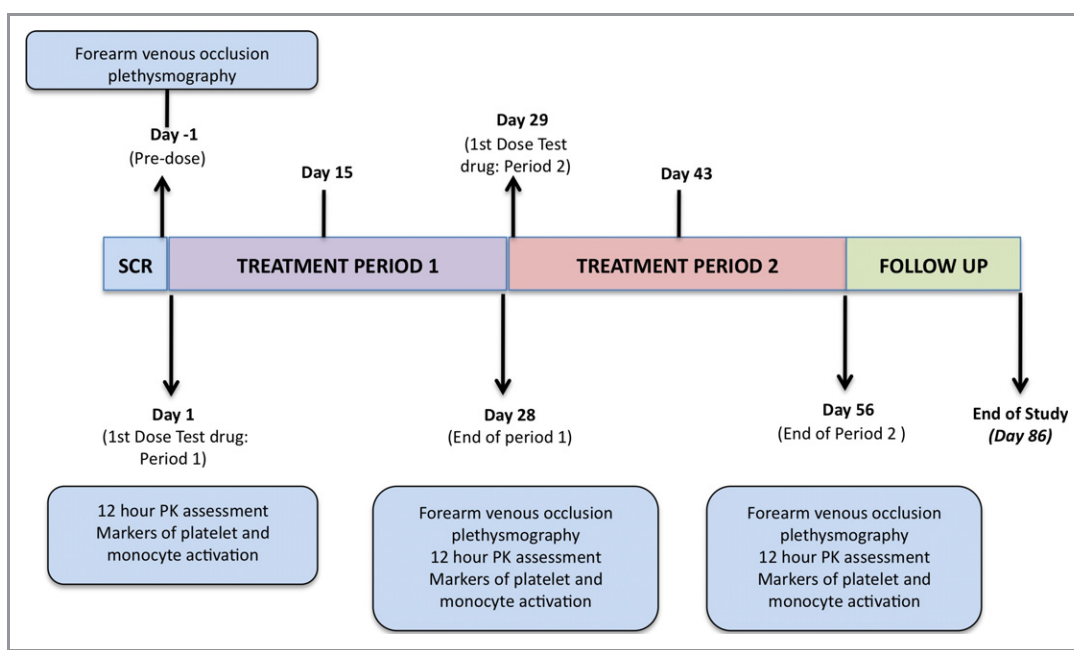 Forearm venous occlusion
plethysmography
Day -1
(Pre-dose)
Day 15
Day 29
(1st Dose Test
drug: Period 2)
Day 43
SCR
TREATMENT PERIOD 1
TREATMENT PERIOD 2
FOLLOW UP
Day 1
(1st Dose Test drug:
Period 1)
Day 28
(End of period 1)
Day 56
(End of Period 2 )
End of Study
(Day 86)
12 hour PK assessment
Markers of platelet and
monocyte activation
Forearm venous occlusion
plethysmography
12 hour PK assessment
Markers of platelet and
monocyte activation
Forearm venous occlusion
plethysmography
12 hour PK assessment
Markers of platelet and
monocyte activation